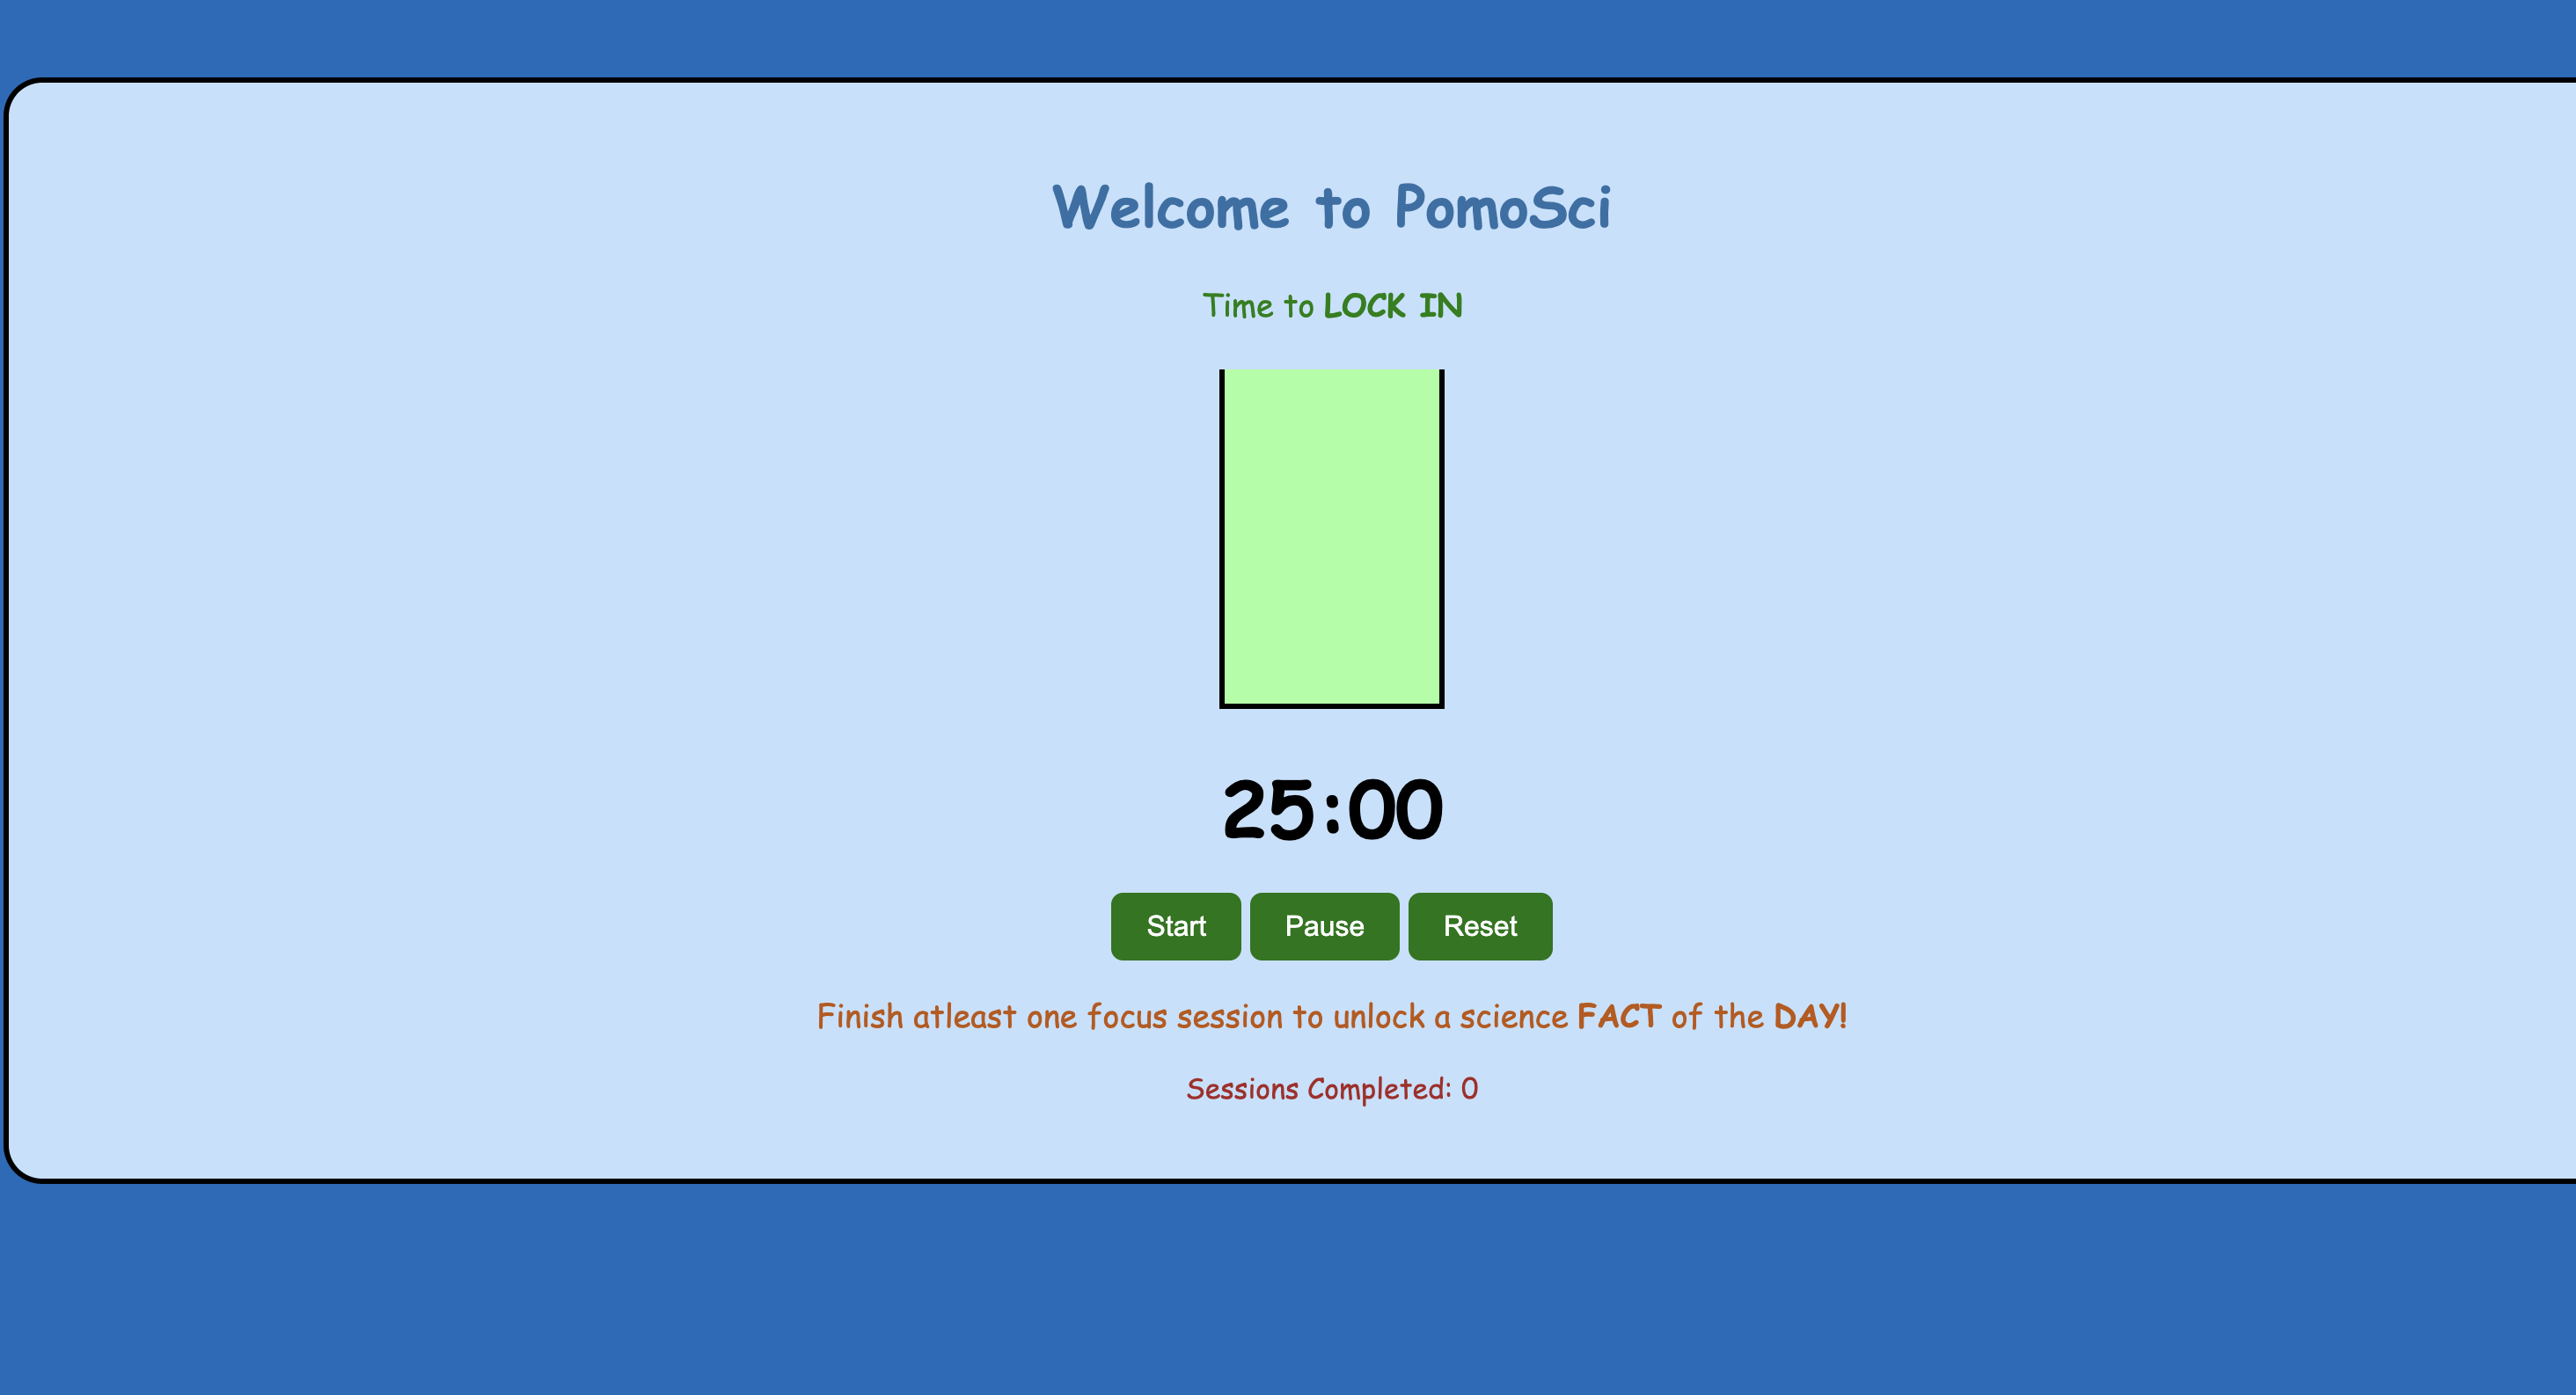 Welcome to PomoSci
Time to LOCK IN
25:00
Start Pause Reset
Finish atleast one focus session to unlock a science FACT of the DAY!
Sessions Completed: 0